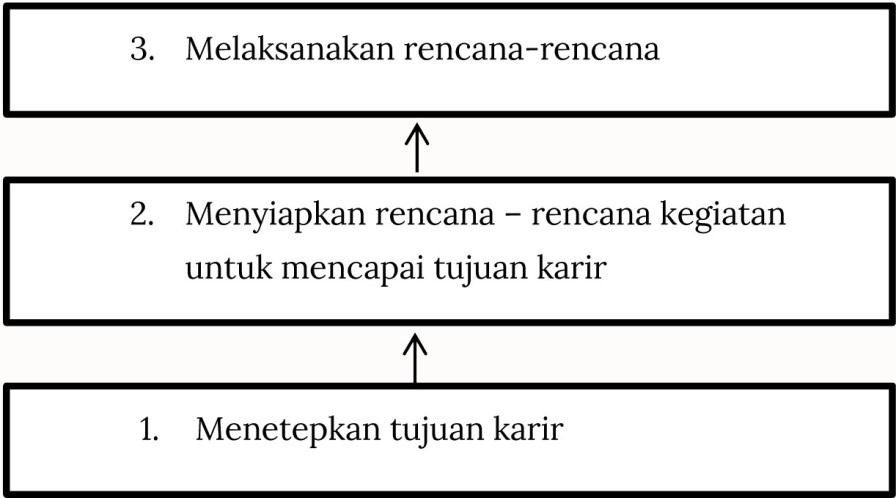 3. Melaksanakan rencana-rencana
2. Menyiapkan rencana – rencana kegiatan
untuk mencapai tujuan karir
1. Menetepkan tujuan karir